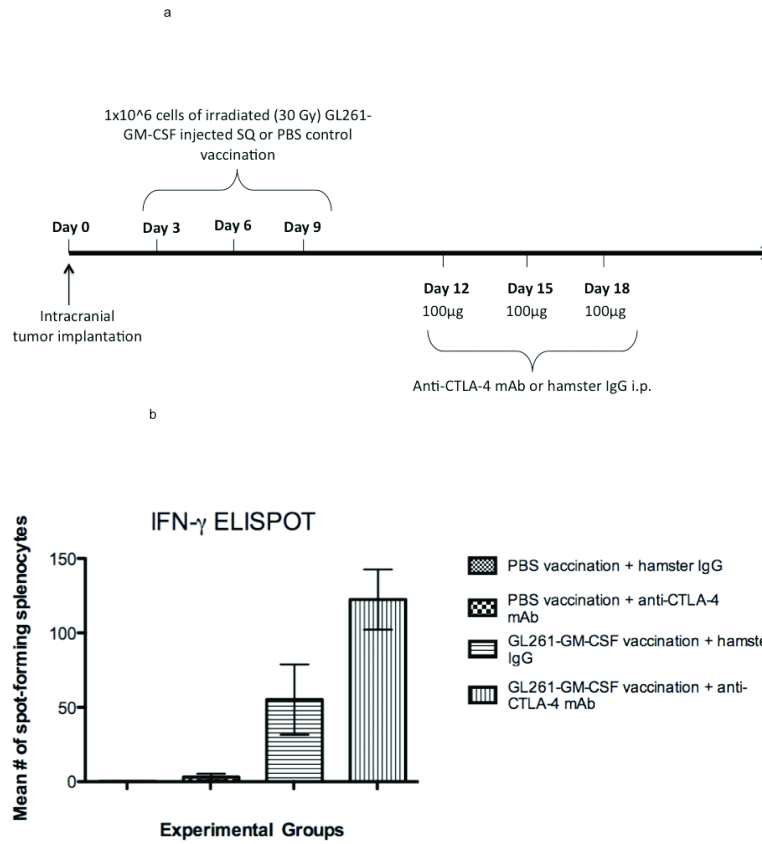 a
1x10^6 cells of irradiated (30 Gy) GL261-
GM-CSF injected SQ or PBS control
vaccination
Day 0
Day 3
Day 6
Day 9
Intracranial
tumor implantation
Day 12
Day 15
Day 18
100µg
100µg
100µg
Anti-CTLA-4 mAb or hamster IgG i.p.
b
IFN-γ ELISPOT
Mean # of spot-forming splenocytes
150
100
50
0
Experimental Groups
PBS vaccination + hamster IgG
PBS vaccination + anti-CTLA-4
mAb
GL261-GM-CSF vaccination + hamste
IgG
GL261-GM-CSF vaccination + anti-
CTLA-4 mAb